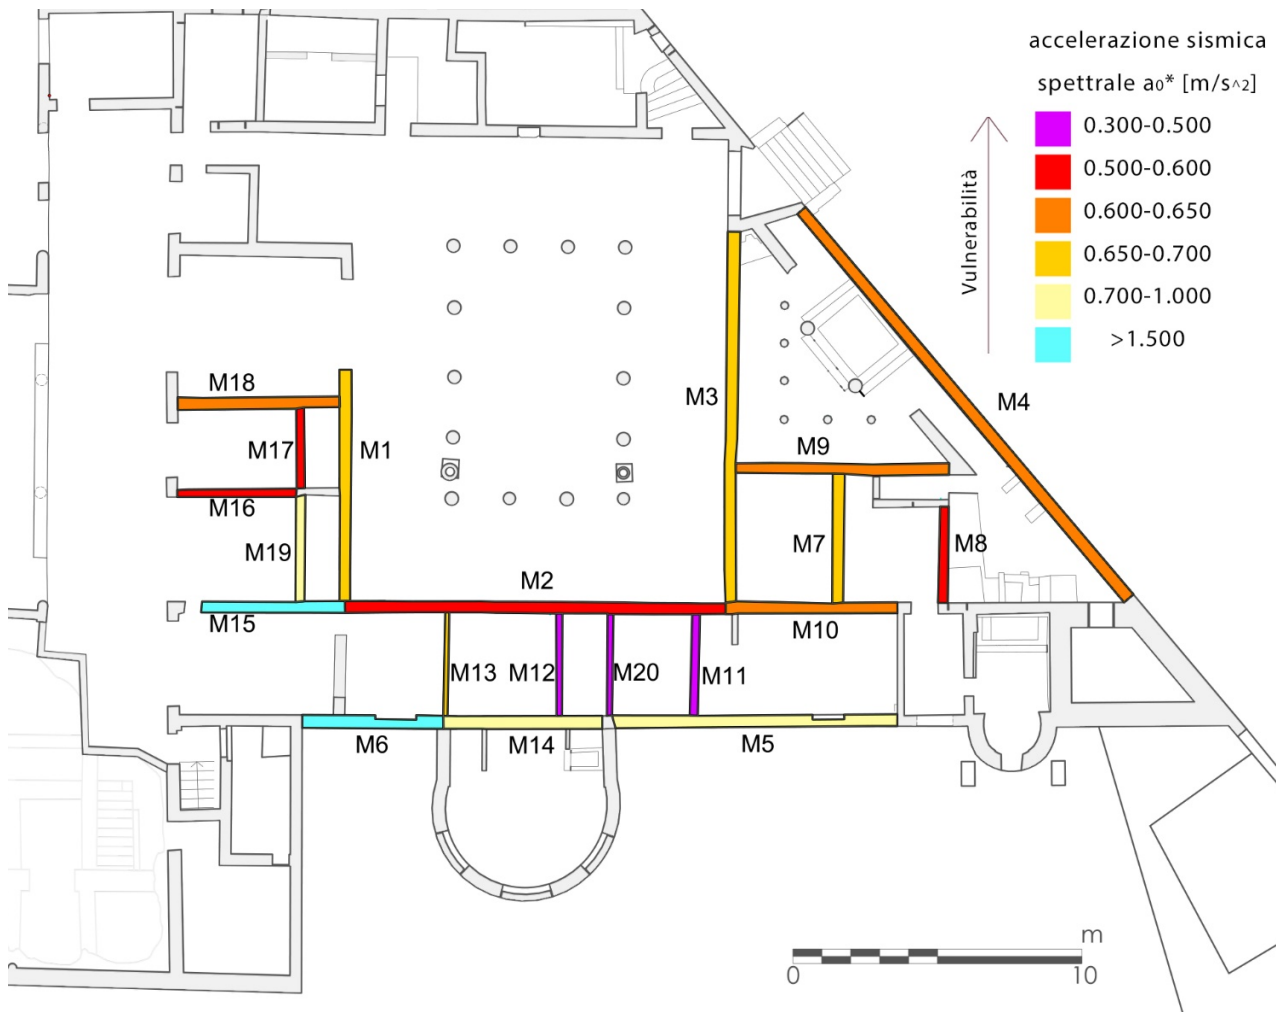 accelerazione sismica
spettrale a₀* [m/s^2]
0.300-0.500
0.500-0.600
0.600-0.650
0.650-0.700
0.700-1.000
>1.500
Vulnerabilità
M18
M3
M4
M17
M1
M9
M16
M19
M7
M8
M2
M15
M10
M13
M12
M20
M11
M6
M14
M5
m
0
10